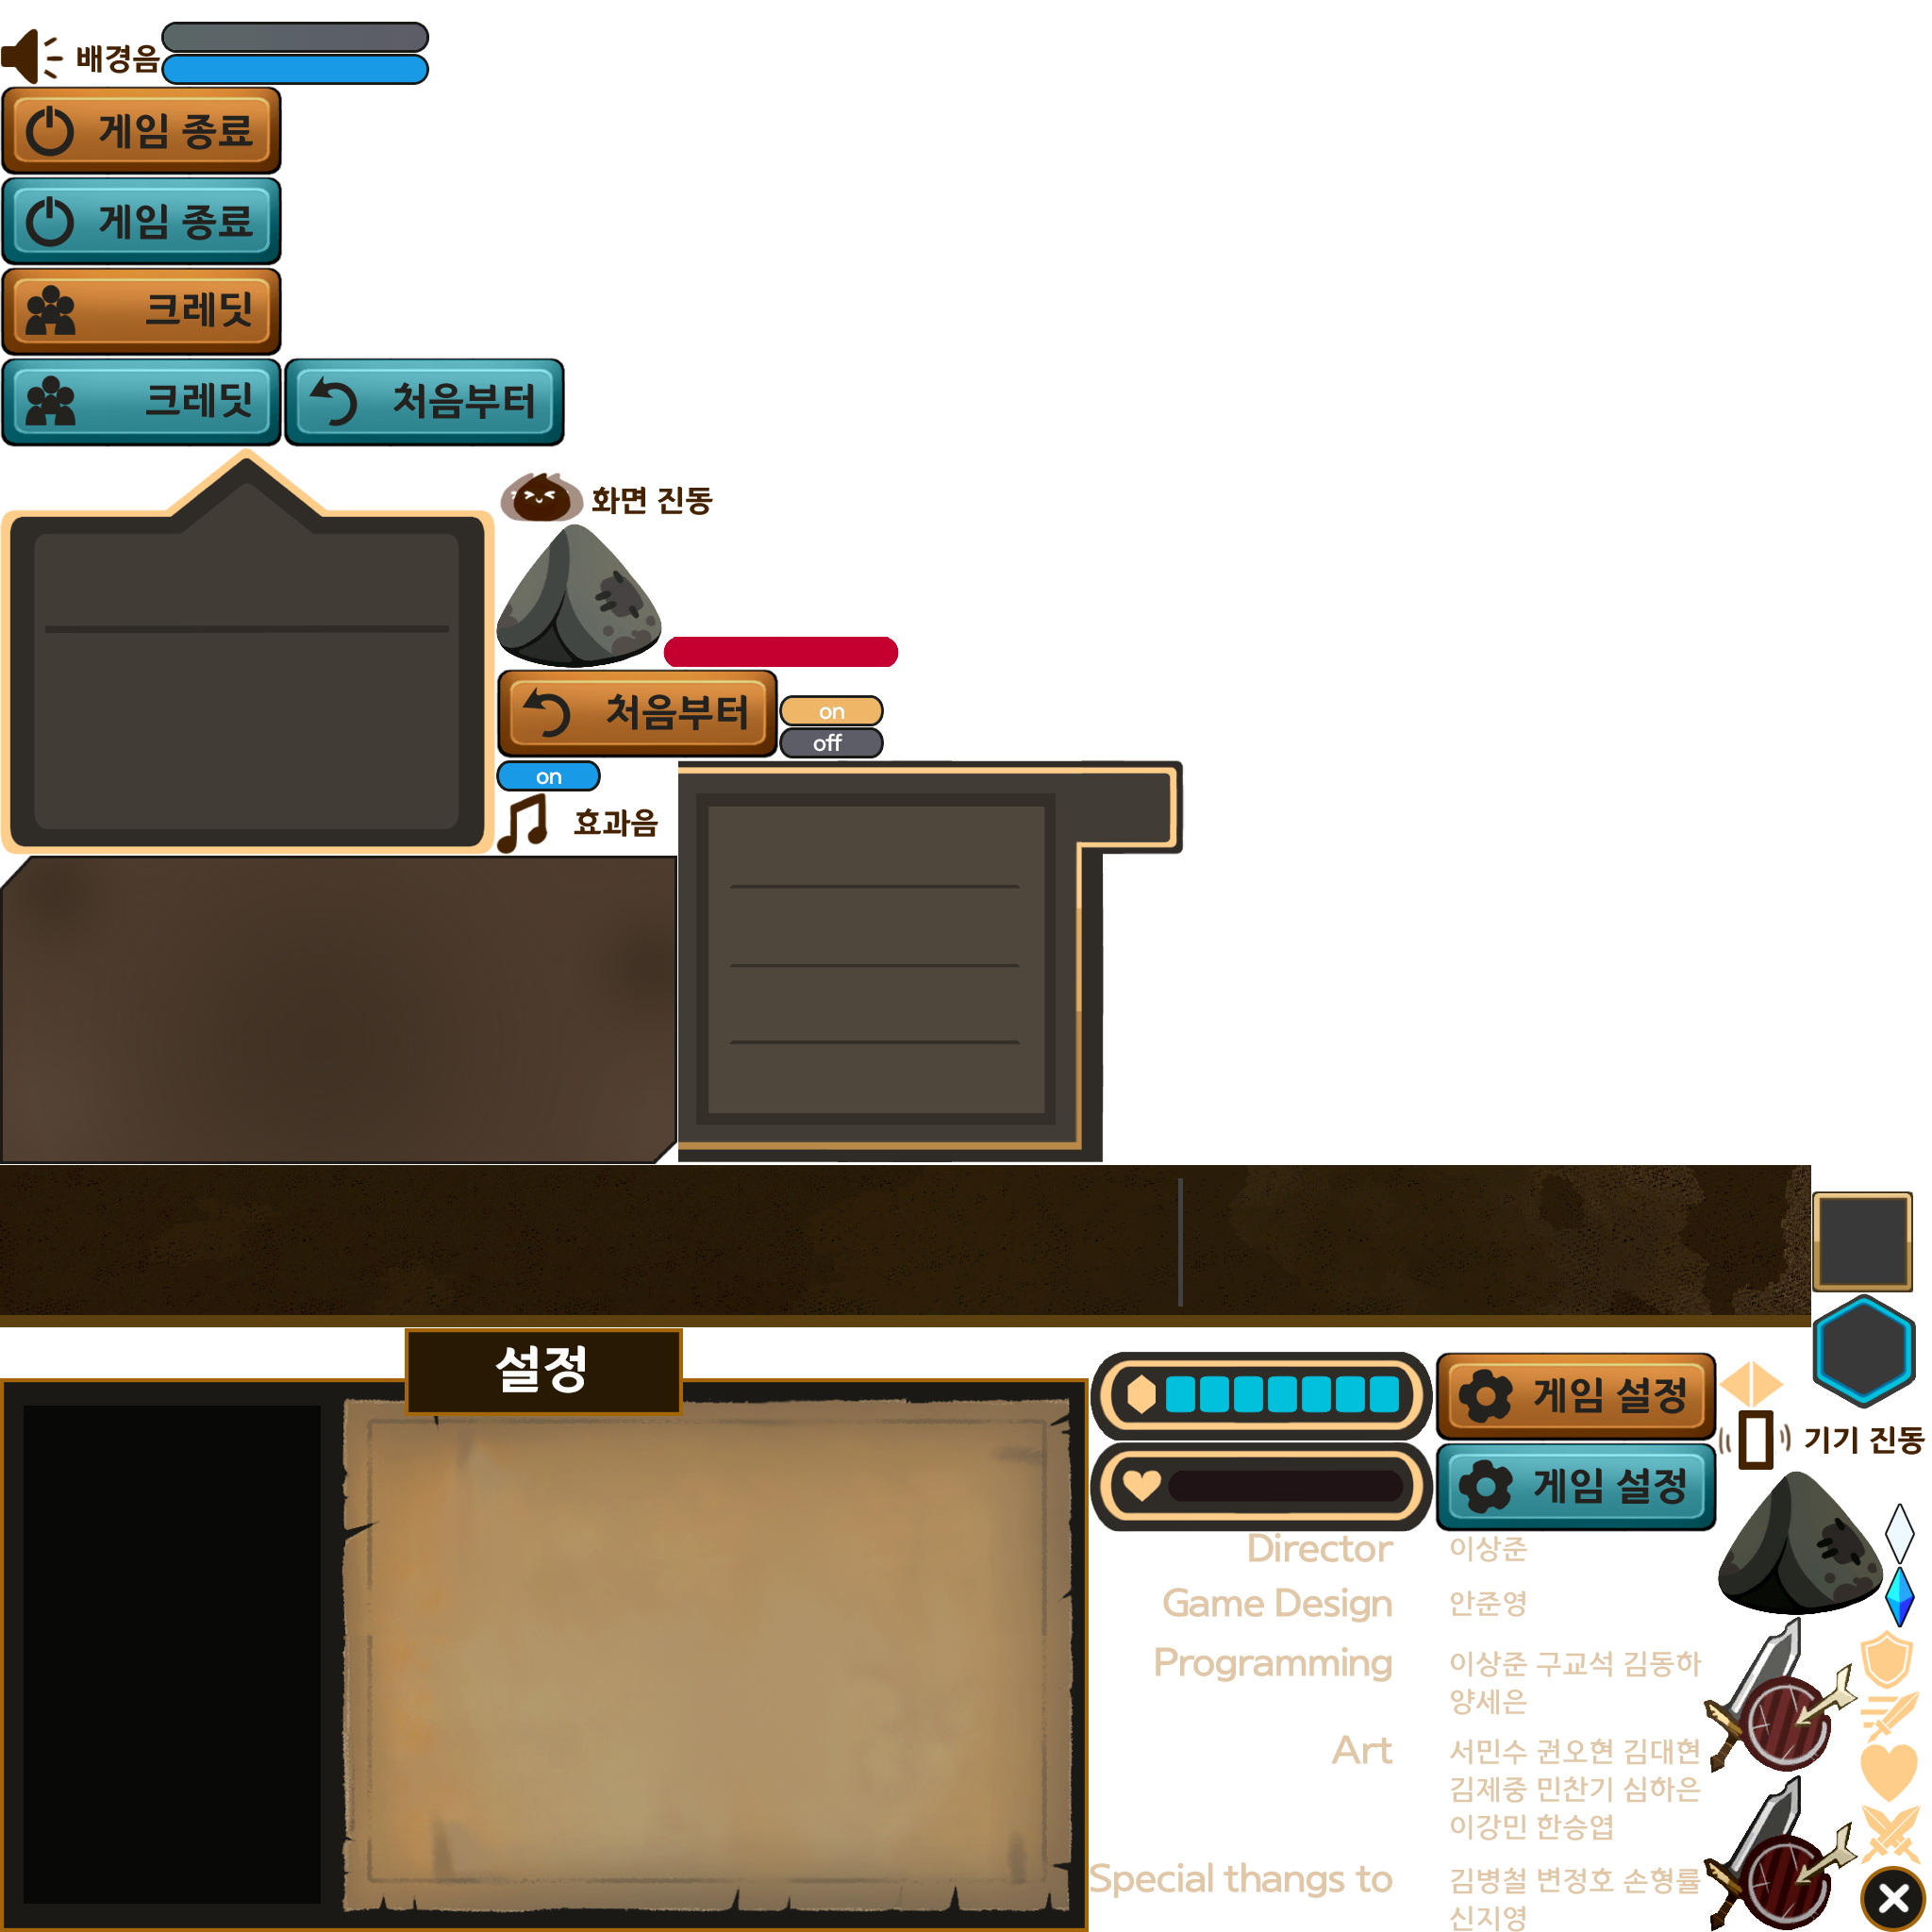 배경음
게임 종료
게임 종료
크레딧
크레딧
처음부터
화면 진동
처음부터
on
off
on
효과음
설정
게임 설정
기기 진동
게임 설정
Director 이상준
Game Design 안준영
Programming 이상준 구교석 김동하
양세은
Art 서민수 권오현 김대현
김제중 민찬기 심하은
이강민 한승엽
Special thangs to 김병철 변정호 손형률
신지영